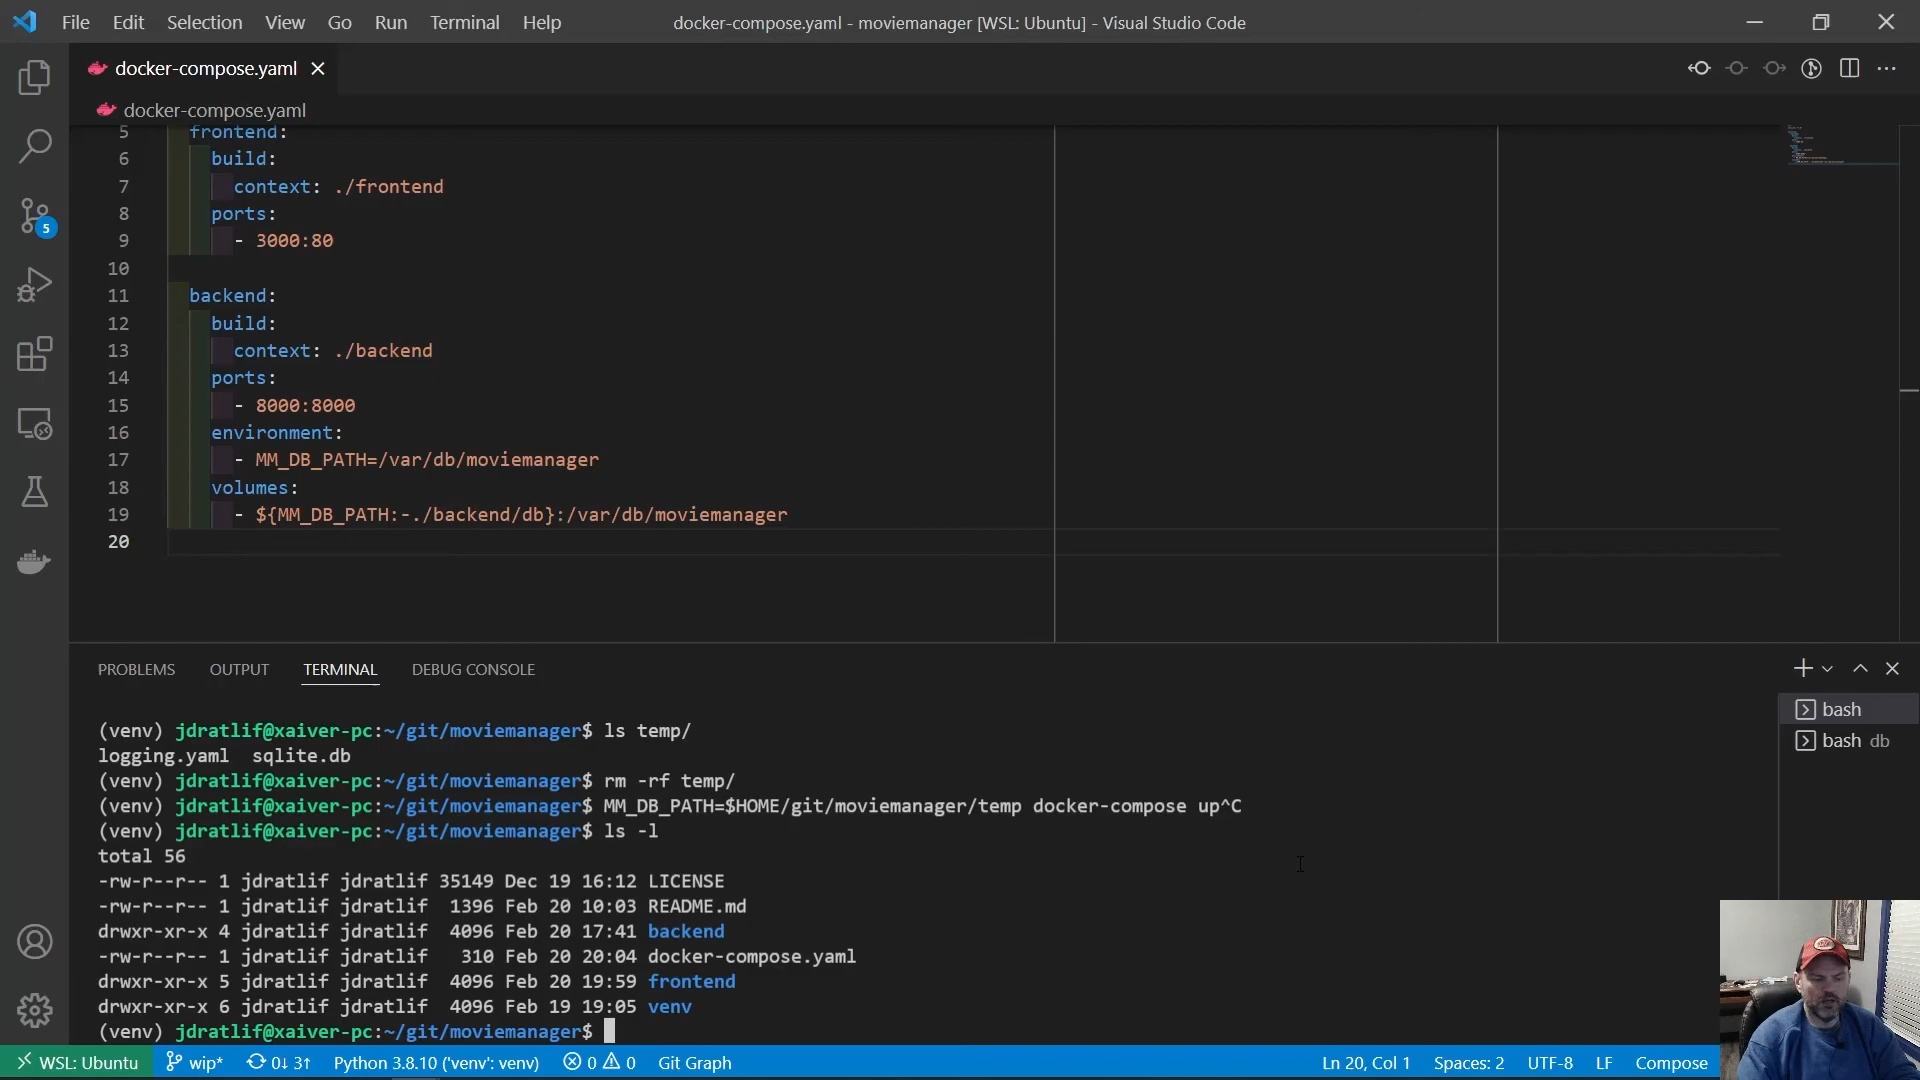 File Edit Selection View Go Run Terminal Help
docker-compose.yaml - moviemanager [WSL: Ubuntu] - Visual Studio Code
docker-compose.yaml
docker-compose.yaml
5 frontend:
6 build:
7 context: ./frontend
8 ports:
9 - 3000:80
10
11 backend:
12 build:
13 context: ./backend
14 ports:
15 - 8000:8000
16 environment:
17 - MM_DB_PATH=/var/db/moviemanager
18 volumes:
19 - ${MM_DB_PATH:-./backend/db}:/var/db/moviemanager
20
5
PROBLEMS OUTPUT TERMINAL DEBUG CONSOLE
(venv) jdratlif@xaiver-pc:~/git/moviemanager$ ls temp/
logging.yaml sqlite.db
(venv) jdratlif@xaiver-pc:~/git/moviemanager$ rm -rf temp/
(venv) jdratlif@xaiver-pc:~/git/moviemanager$ MM_DB_PATH=$HOME/git/moviemanager/temp docker-compose up^C
(venv) jdratlif@xaiver-pc:~/git/moviemanager$ ls -l
total 56
-rw-r--r-- 1 jdratlif jdratlif 35149 Dec 19 16:12 LICENSE
-rw-r--r-- 1 jdratlif jdratlif 1396 Feb 20 10:03 README.md
drwxr-xr-x 4 jdratlif jdratlif 4096 Feb 20 17:41 backend
-rw-r--r-- 1 jdratlif jdratlif 310 Feb 20 20:04 docker-compose.yaml
drwxr-xr-x 5 jdratlif jdratlif 4096 Feb 20 19:59 frontend
drwxr-xr-x 6 jdratlif jdratlif 4096 Feb 19 19:05 venv
(venv) jdratlif@xaiver-pc:~/git/moviemanager$
bash
bash db
WSL: Ubuntu wip* 0↓ 3↑ Python 3.8.10 ('venv': venv) 0 0 Git Graph Ln 20, Col 1 Spaces: 2 UTF-8 LF Compose